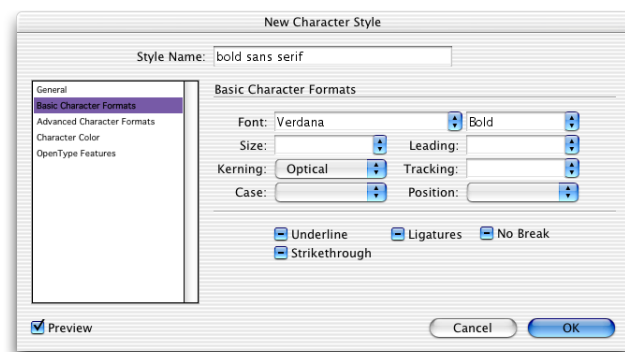 New Character Style
Style Name: bold sans serif
General
Basic Character Formats
Advanced Character Formats
Character Color
OpenType Features
Basic Character Formats
Font: Verdana Bold
Size: Leading:
Kerning: Optical Tracking:
Case: Position:
Underline Ligatures No Break
Strikethrough
Preview Cancel OK